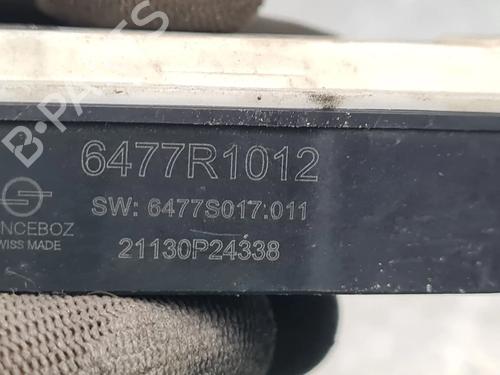 B-PARTS
6477R1012
SW: 6477S017.011
NCEBOZ
WISS MADE
21130P24338